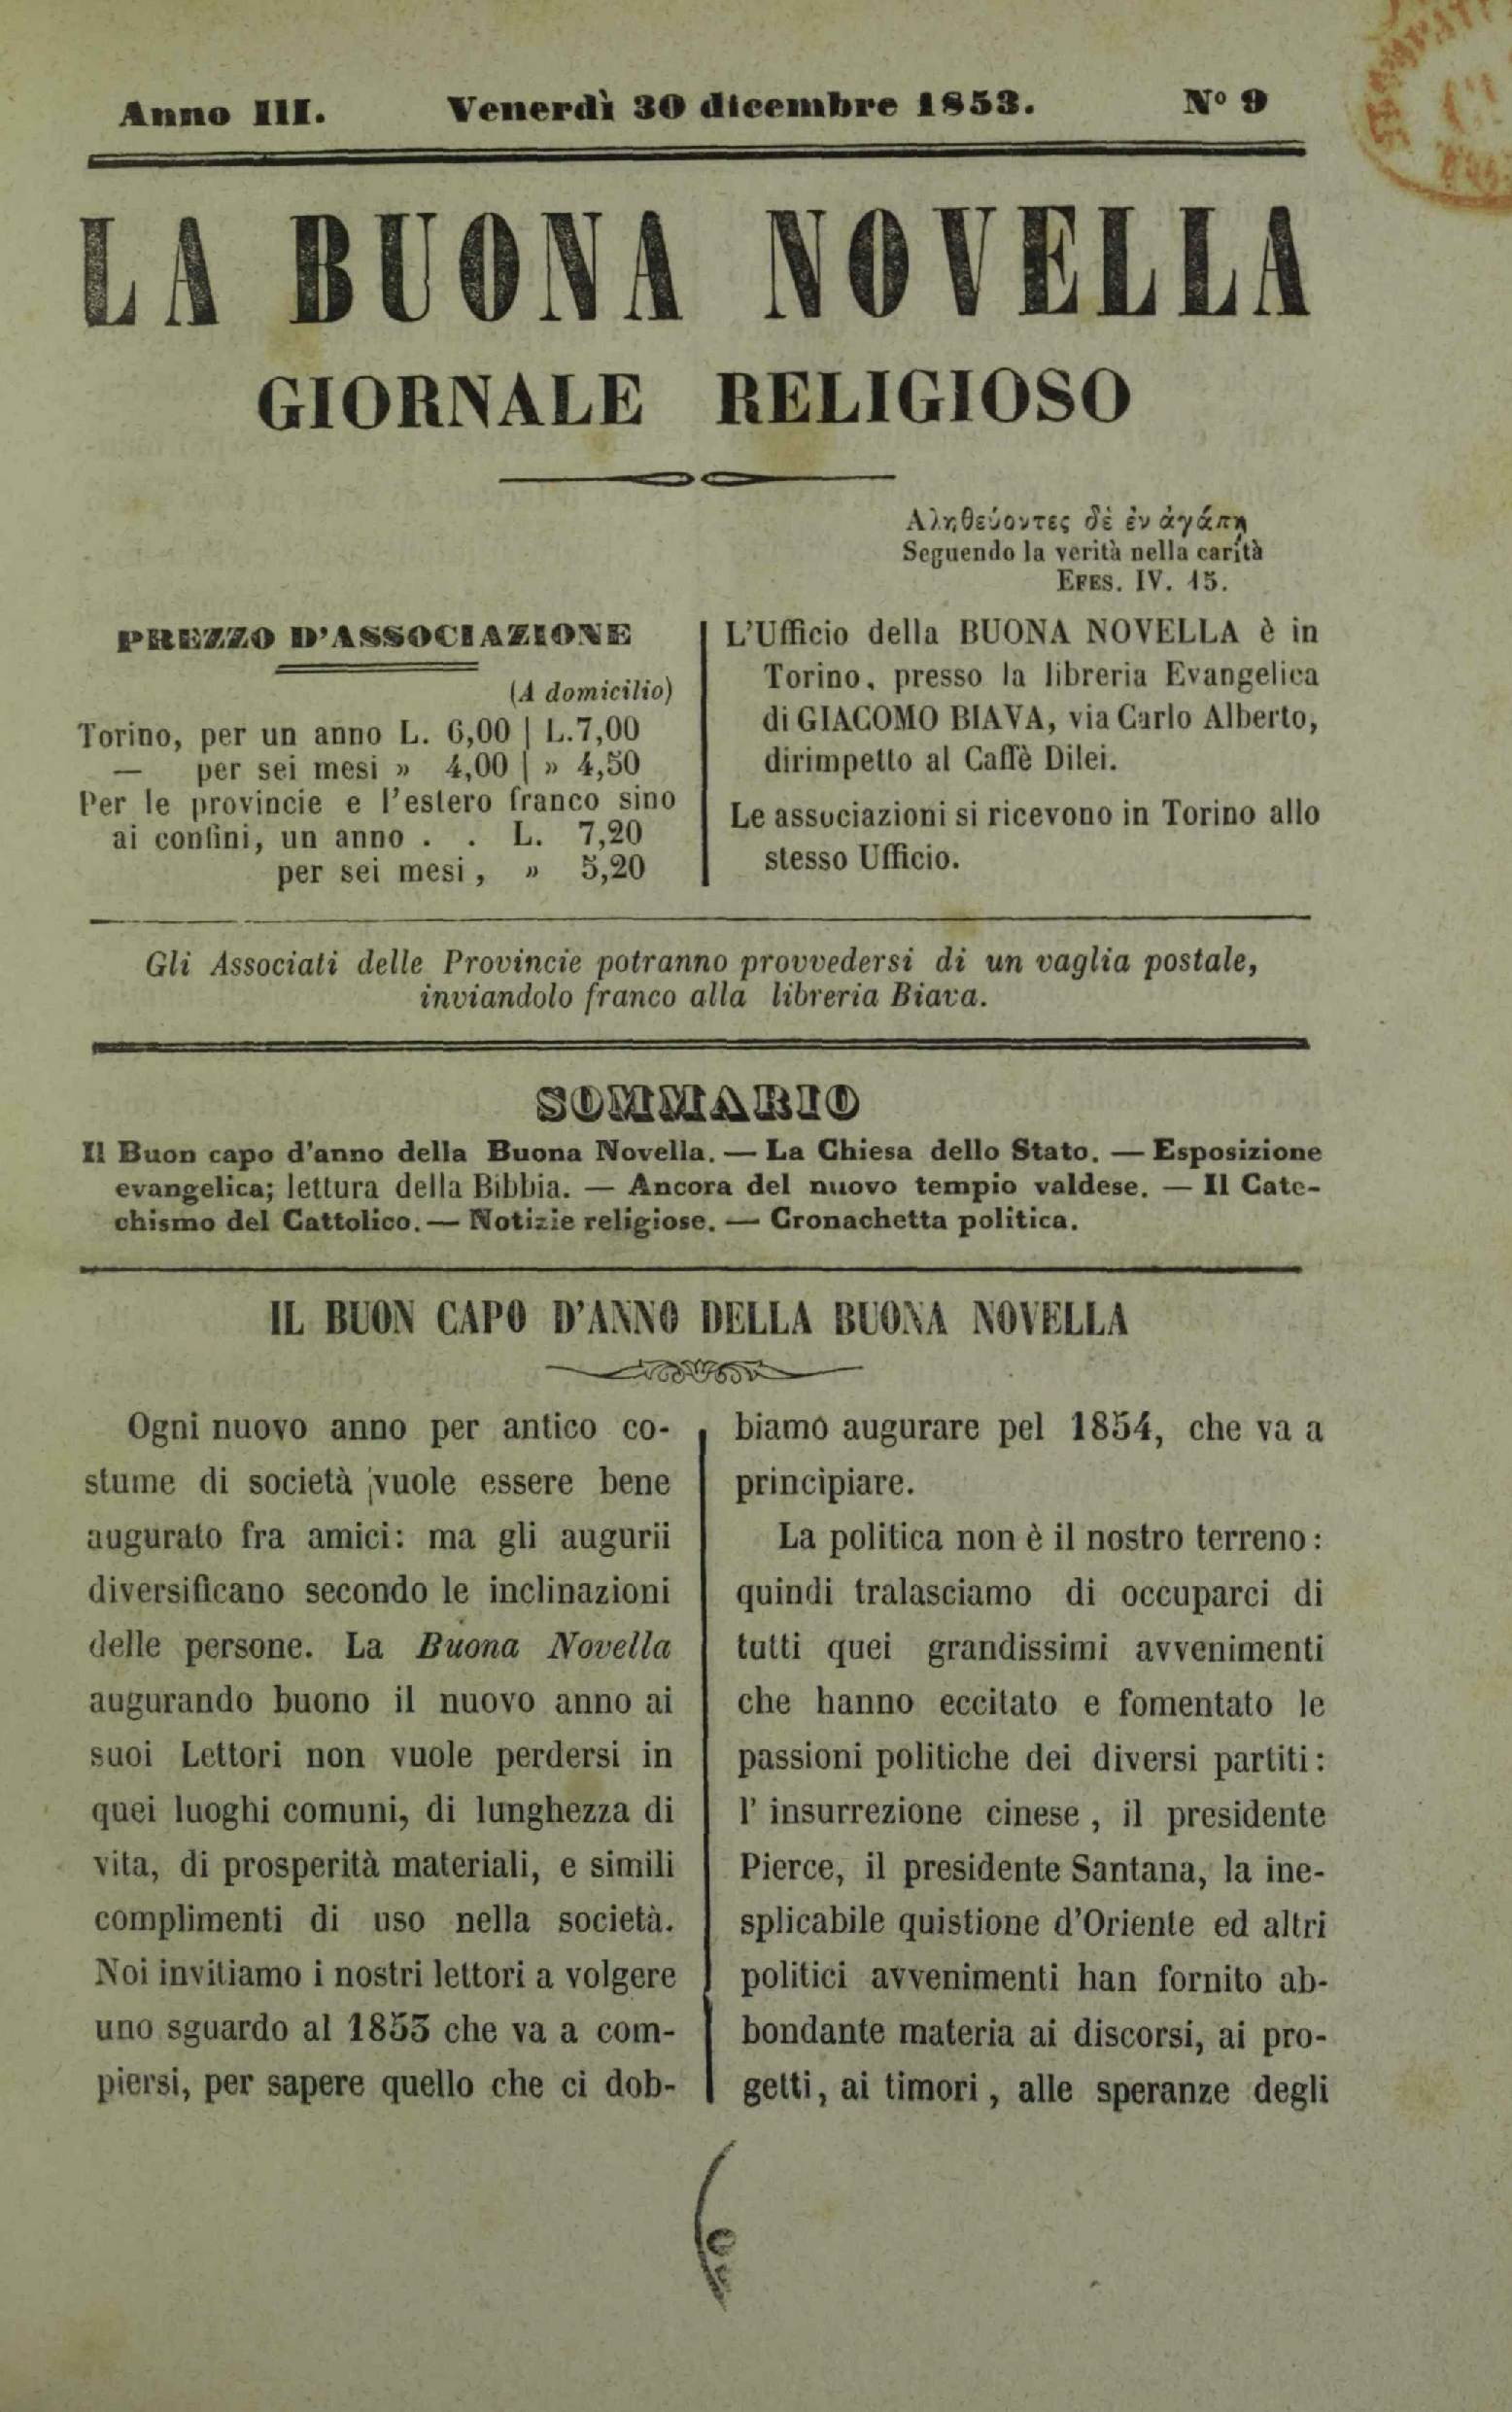 Anno III. Venerdì 30 dicembre 1853. Nº 9
LA BUONA NOVELLA
GIORNALE RELIGIOSO
Αληθεύοντες δὲ ἐν ἀγάπῃ
Seguendo la verità nella carità
EFES. IV. 15.
PREZZO D'ASSOCIAZIONE
(A domicilio)
Torino, per un anno L. 6,00 | L.7,00
— per sei mesi » 4,00 | » 4,50
Per le provincie e l'estero franco sino
ai confini, un anno . . L. 7,20
per sei mesi, » 5,20
L'Ufficio della BUONA NOVELLA è in
Torino, presso la libreria Evangelica
di GIACOMO BIAVA, via Carlo Alberto,
dirimpetto al Caffè Dilei.
Le associazioni si ricevono in Torino allo
stesso Ufficio.
Gli Associati delle Provincie potranno provvedersi di un vaglia postale,
inviandolo franco alla libreria Biava.
SOMMARIO
Il Buon capo d'anno della Buona Novella. — La Chiesa dello Stato. — Esposizione
evangelica; lettura della Bibbia. — Ancora del nuovo tempio valdese. — Il Cate-
chismo del Cattolico. — Notizie religiose. — Cronachetta politica.
IL BUON CAPO D'ANNO DELLA BUONA NOVELLA
Ogni nuovo anno per antico co-
stume di società vuole essere bene
augurato fra amici: ma gli augurii
diversificano secondo le inclinazioni
delle persone. La Buona Novella
augurando buono il nuovo anno ai
suoi Lettori non vuole perdersi in
quei luoghi comuni, di lunghezza di
vita, di prosperità materiali, e simili
complimenti di uso nella società.
Noi invitiamo i nostri lettori a volgere
uno sguardo al 1853 che va a com-
piersi, per sapere quello che ci dob-
biamo augurare pel 1854, che va a
principiare.
La politica non è il nostro terreno:
quindi tralasciamo di occuparci di
tutti quei grandissimi avvenimenti
che hanno eccitato e fomentato le
passioni politiche dei diversi partiti:
l' insurrezione cinese, il presidente
Pierce, il presidente Santana, la ine-
splicabile quistione d'Oriente ed altri
politici avvenimenti han fornito ab-
bondante materia ai discorsi, ai pro-
getti, ai timori, alle speranze degli